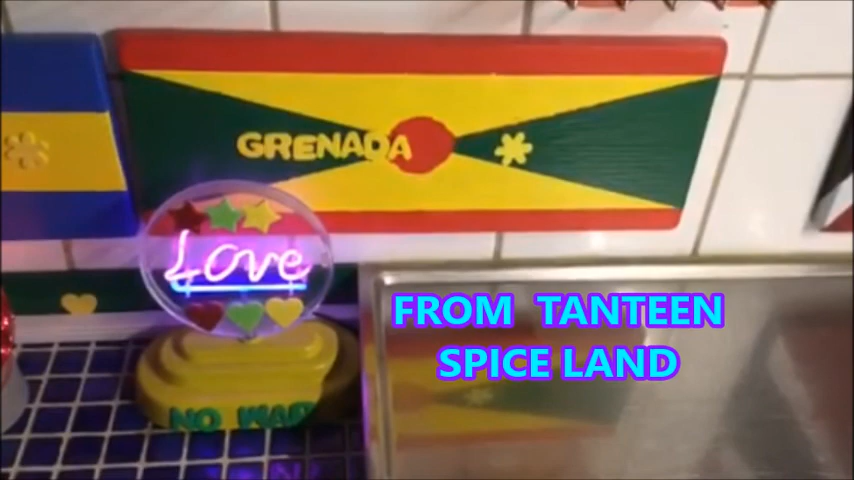 GRENADA
Love
FROM TANTEEN
SPICE LAND
NO WAR